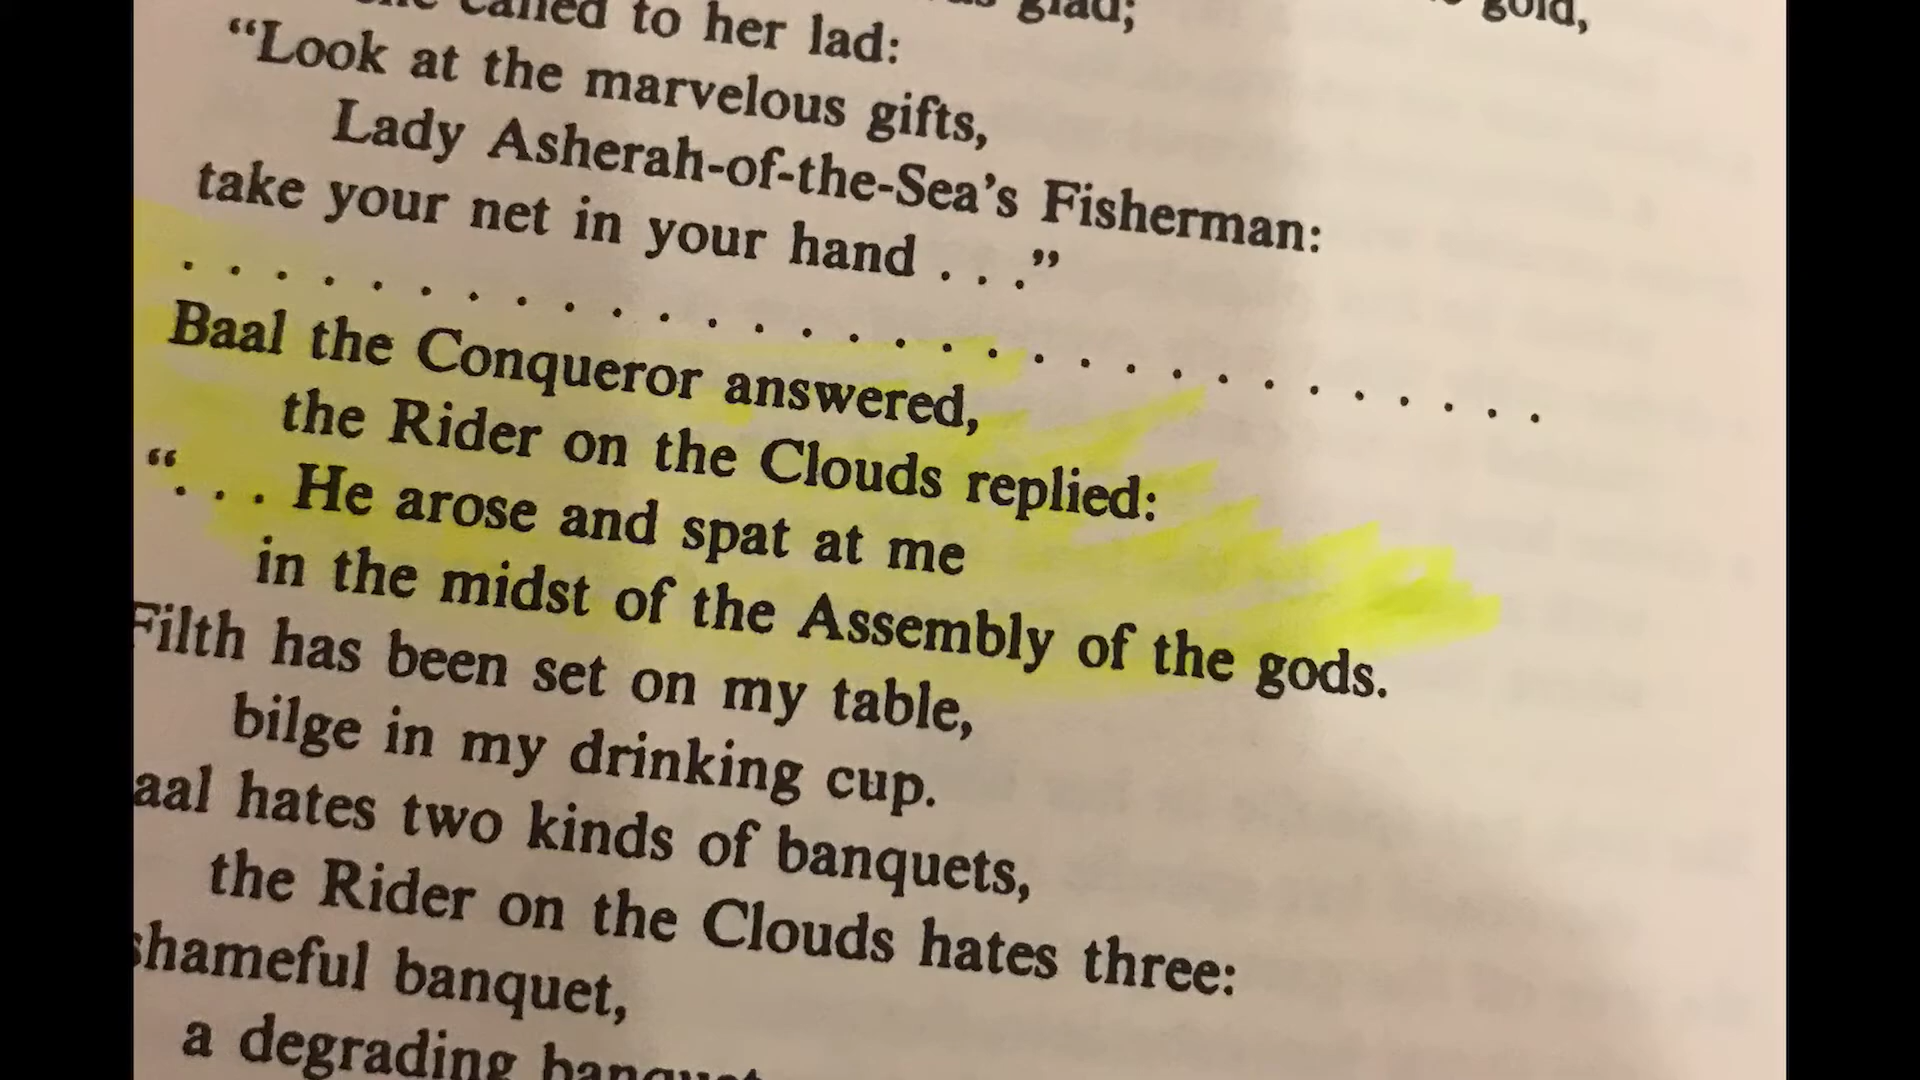 called to her lad:
glad;
gold,
“Look at the marvelous gifts,
Lady Asherah-of-the-Sea’s Fisherman:
take your net in your hand . . .”
. . . . . . . . . . . . . . . . . . . . . . . . . . . . . .
Baal the Conqueror answered,
the Rider on the Clouds replied:
“. . . He arose and spat at me
in the midst of the Assembly of the gods.
Filth has been set on my table,
bilge in my drinking cup.
aal hates two kinds of banquets,
the Rider on the Clouds hates three:
shameful banquet,
a degrading banquet